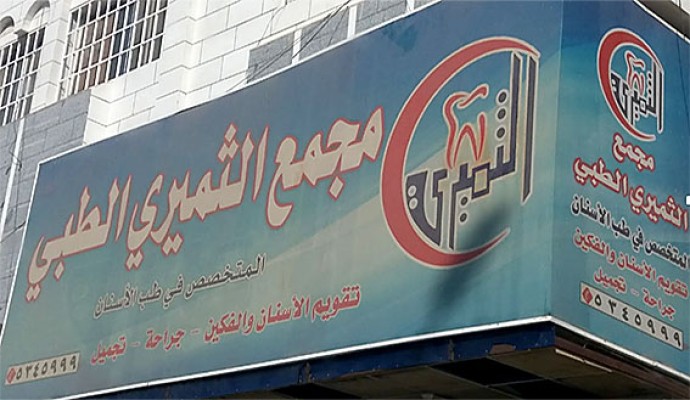 مجمع الثميري الطبي
المتخصص في طب الأسنان
تقويم الأسنان والفكين - جراحة - تجميل
٥٣٤٥٩٩٩
الثميري
الثميري
مجمع
الثميري الطبي
المتخصص في طب الأسنان
تقويم الأسنان والفكين
جراحة - تجميل
٥٣٤٥٩٩٩